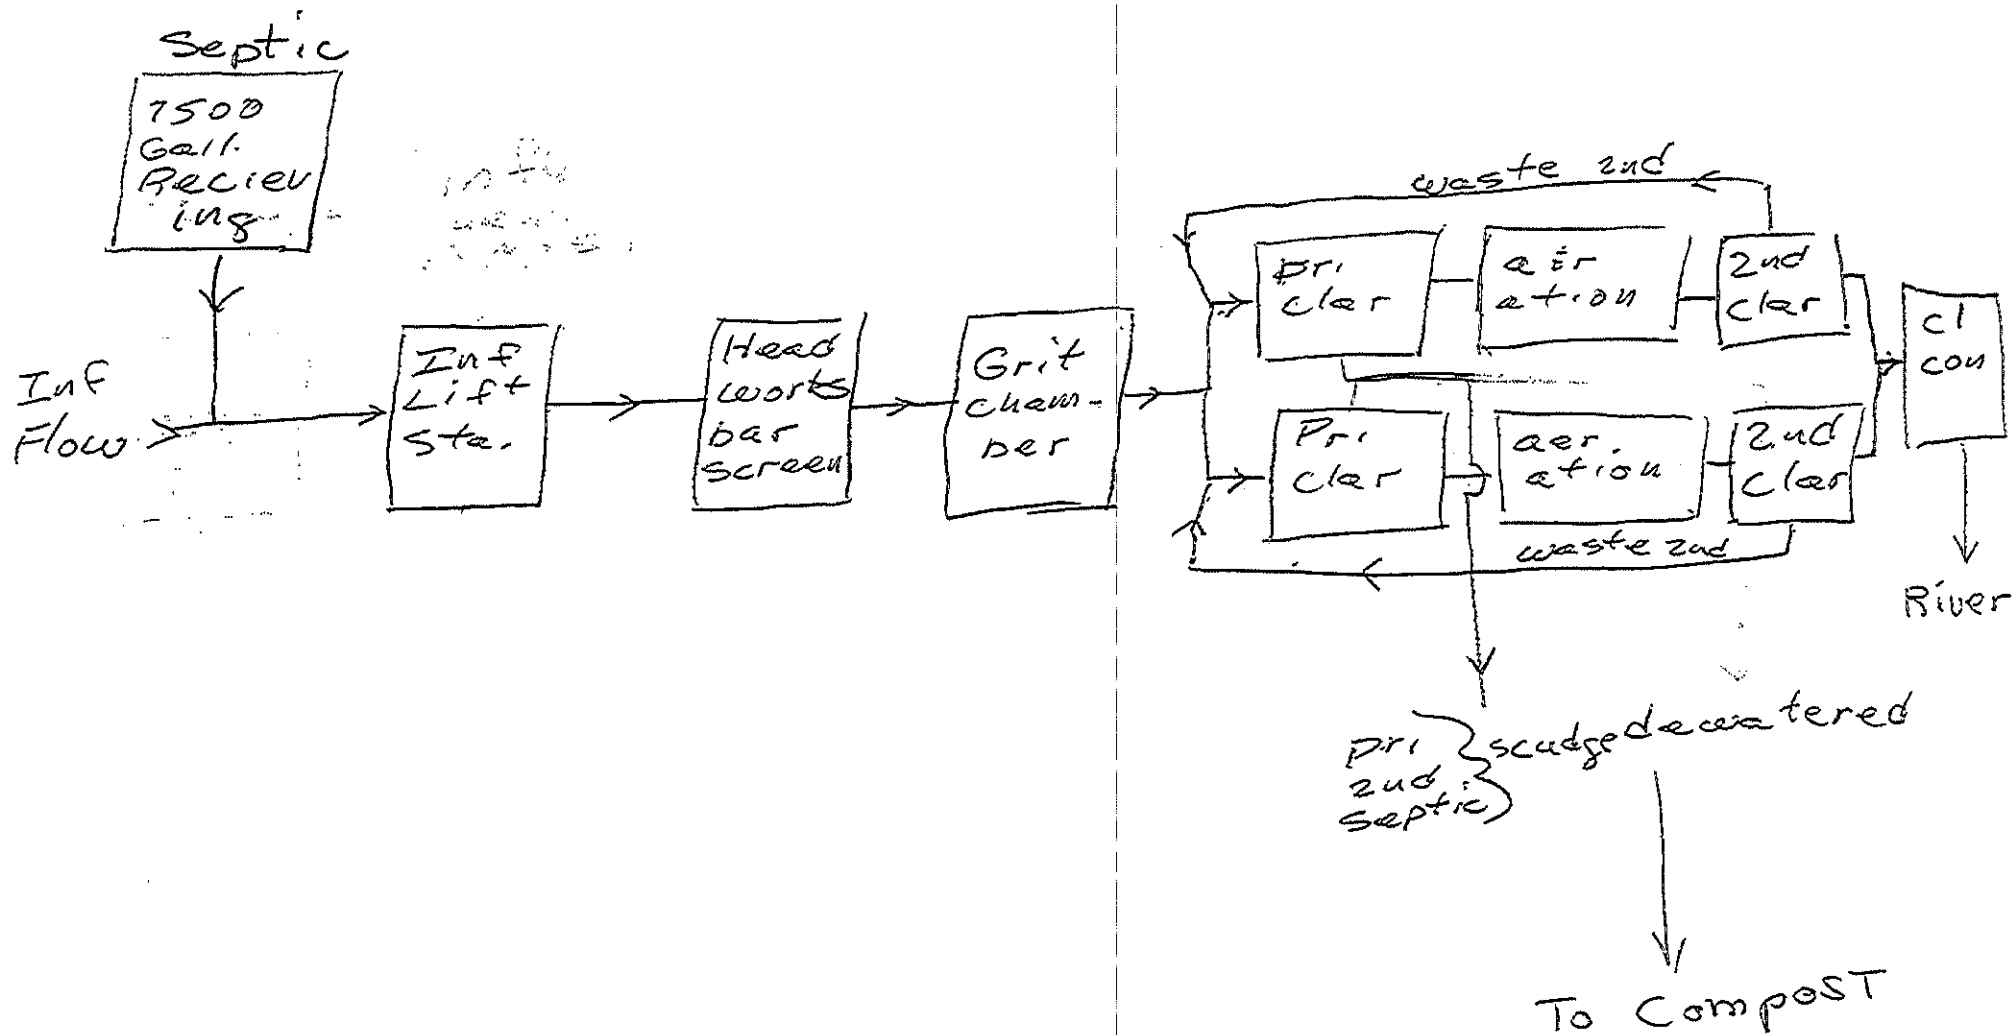 Septic
7500
Gall.
Reciev
ing
Inf
Flow
Inf
Lift
Sta.
Head
works
bar
screen
Grit
cham-
ber
waste 2nd
pri
clar
air
ation
2nd
clar
cl
con
Pri
clar
aer.
ation
2nd
clar
waste 2nd
River
pri
2nd
septic
scudge dewatered
To Compost